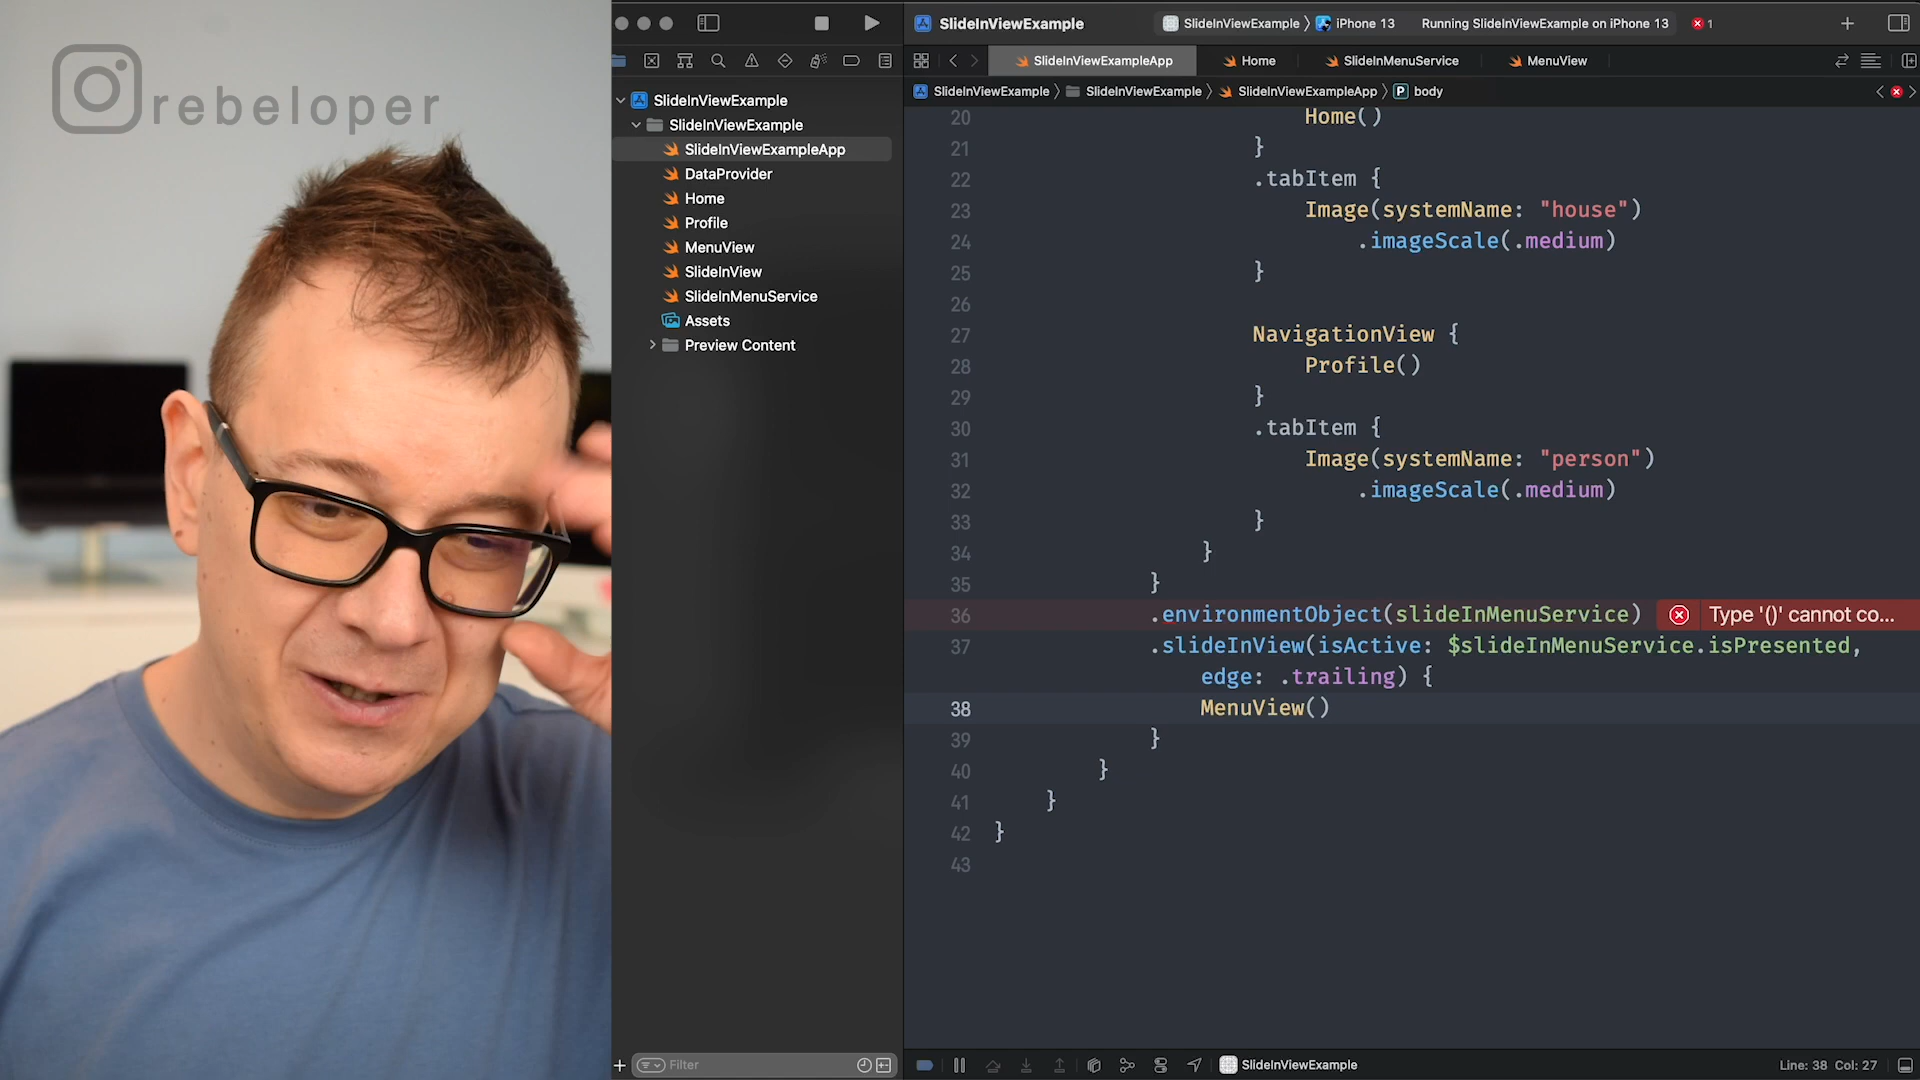 rebeloper
SlideInViewExample
SlideInViewExample
iPhone 13
Running SlideInViewExample on iPhone 13
1
SlideInViewExampleApp
Home
SlideInMenuService
MenuView
SlideInViewExample
SlideInViewExample
SlideInViewExampleApp
P body
SlideInViewExample
SlideInViewExample
SlideInViewExampleApp
DataProvider
Home
Profile
MenuView
SlideInView
SlideInMenuService
Assets
Preview Content
20 Home()
21 }
22 .tabItem {
23 Image(systemName: "house")
24 .imageScale(.medium)
25 }
26
27 NavigationView {
28 Profile()
29 }
30 .tabItem {
31 Image(systemName: "person")
32 .imageScale(.medium)
33 }
34 }
35 }
36 .environmentObject(slideInMenuService) Type '()' cannot co...
37 .slideInView(isActive: $slideInMenuService.isPresented,
edge: .trailing) {
38 MenuView()
39 }
40 }
41 }
42 }
43
Filter
SlideInViewExample
Line: 38 Col: 27